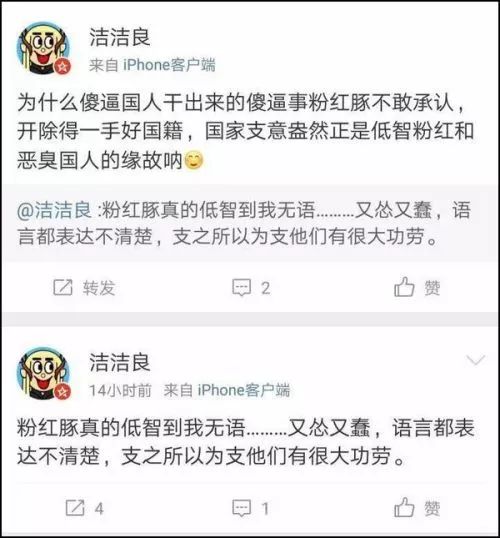 洁洁良
来自 iPhone客户端
为什么傻逼国人干出来的傻逼事粉红豚不敢承认，
开除得一手好国籍，国家支意盎然正是低智粉红和
恶臭国人的缘故呐
@洁洁良 :粉红豚真的低智到我无语………又怂又蠢，语
言都表达不清楚，支之所以为支他们有很大功劳。
转发
2
赞
洁洁良
14小时前 来自 iPhone客户端
粉红豚真的低智到我无语………又怂又蠢，语言都表
达不清楚，支之所以为支他们有很大功劳。
4
1
赞